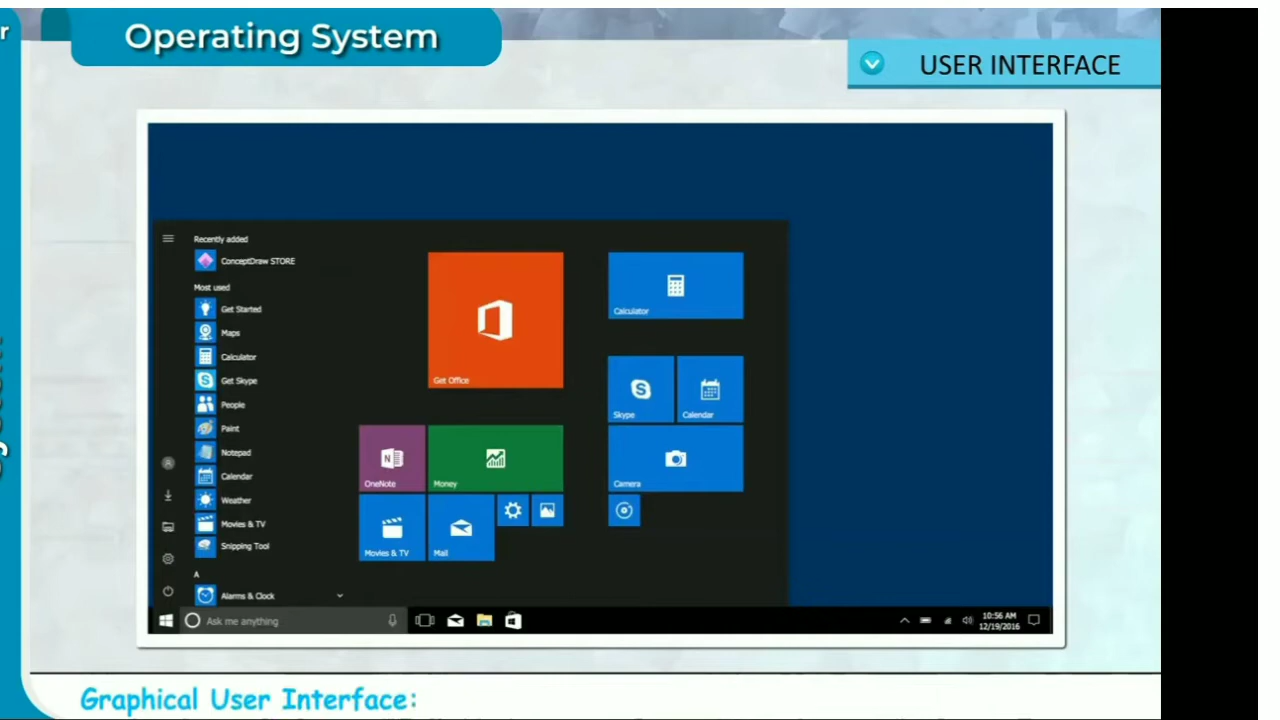 r
Operating System
USER INTERFACE
Recently added
ConceptDraw STORE
Most used
Get Started
Maps
Calculator
Get Skype
People
Paint
Notepad
Calendar
Weather
Movies & TV
Snipping Tool
A
Alarms & Clock
Get Office
Calculator
Skype
Calendar
OneNote
Money
Camera
Movies & TV
Mail
Ask me anything
10:56 AM
12/19/2016
Graphical User Interface: